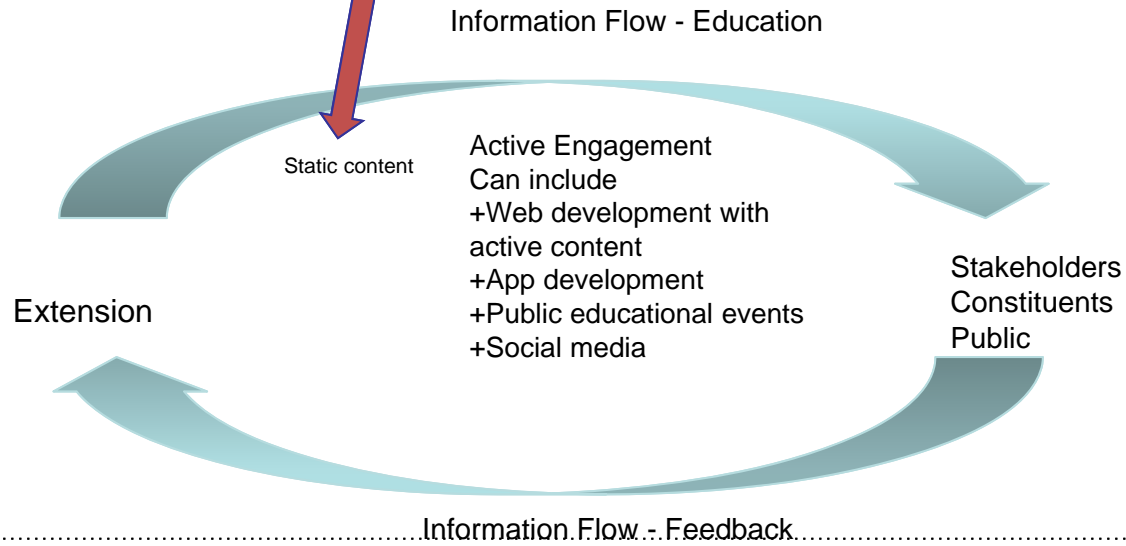 Information Flow - Education
Static content
Active Engagement
Can include
+Web development with
active content
+App development
+Public educational events
+Social media
Extension
Stakeholders
Constituents
Public
Information Flow - Feedback